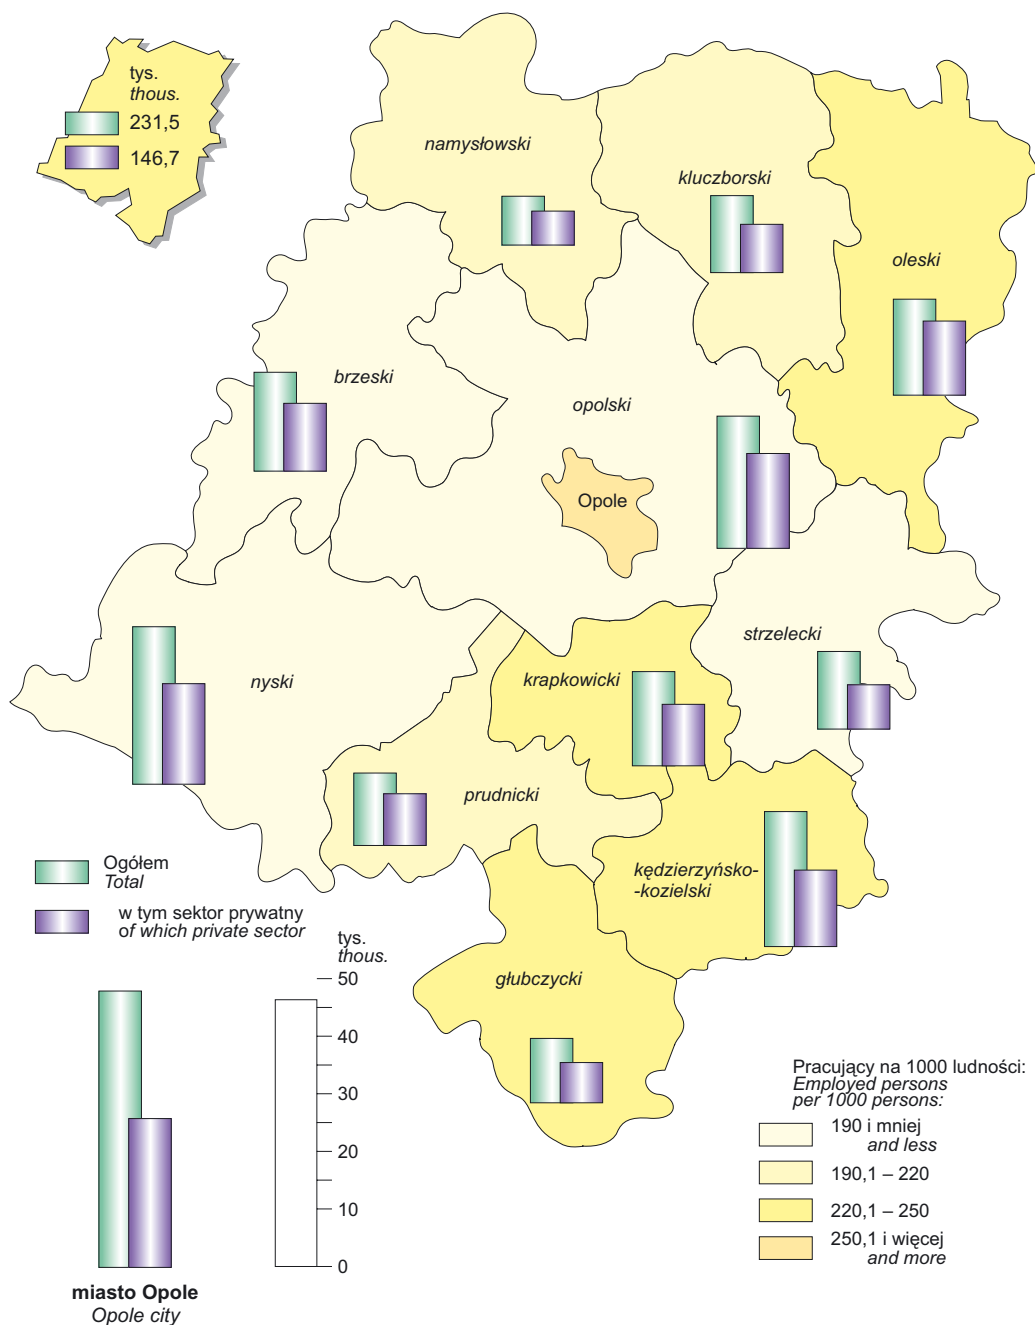 tys.
thous.
231,5
146,7
namysłowski
kluczborski
oleski
brzeski
opolski
Opole
strzelecki
nyski
krapkowicki
prudnicki
kędzierzyńsko-
-kozielski
głubczycki
Ogółem
Total
w tym sektor prywatny
of which private sector
tys.
thous.
50
40
30
20
10
0
miasto Opole
Opole city
Pracujący na 1000 ludności:
Employed persons
per 1000 persons:
190 i mniej
and less
190,1 – 220
220,1 – 250
250,1 i więcej
and more